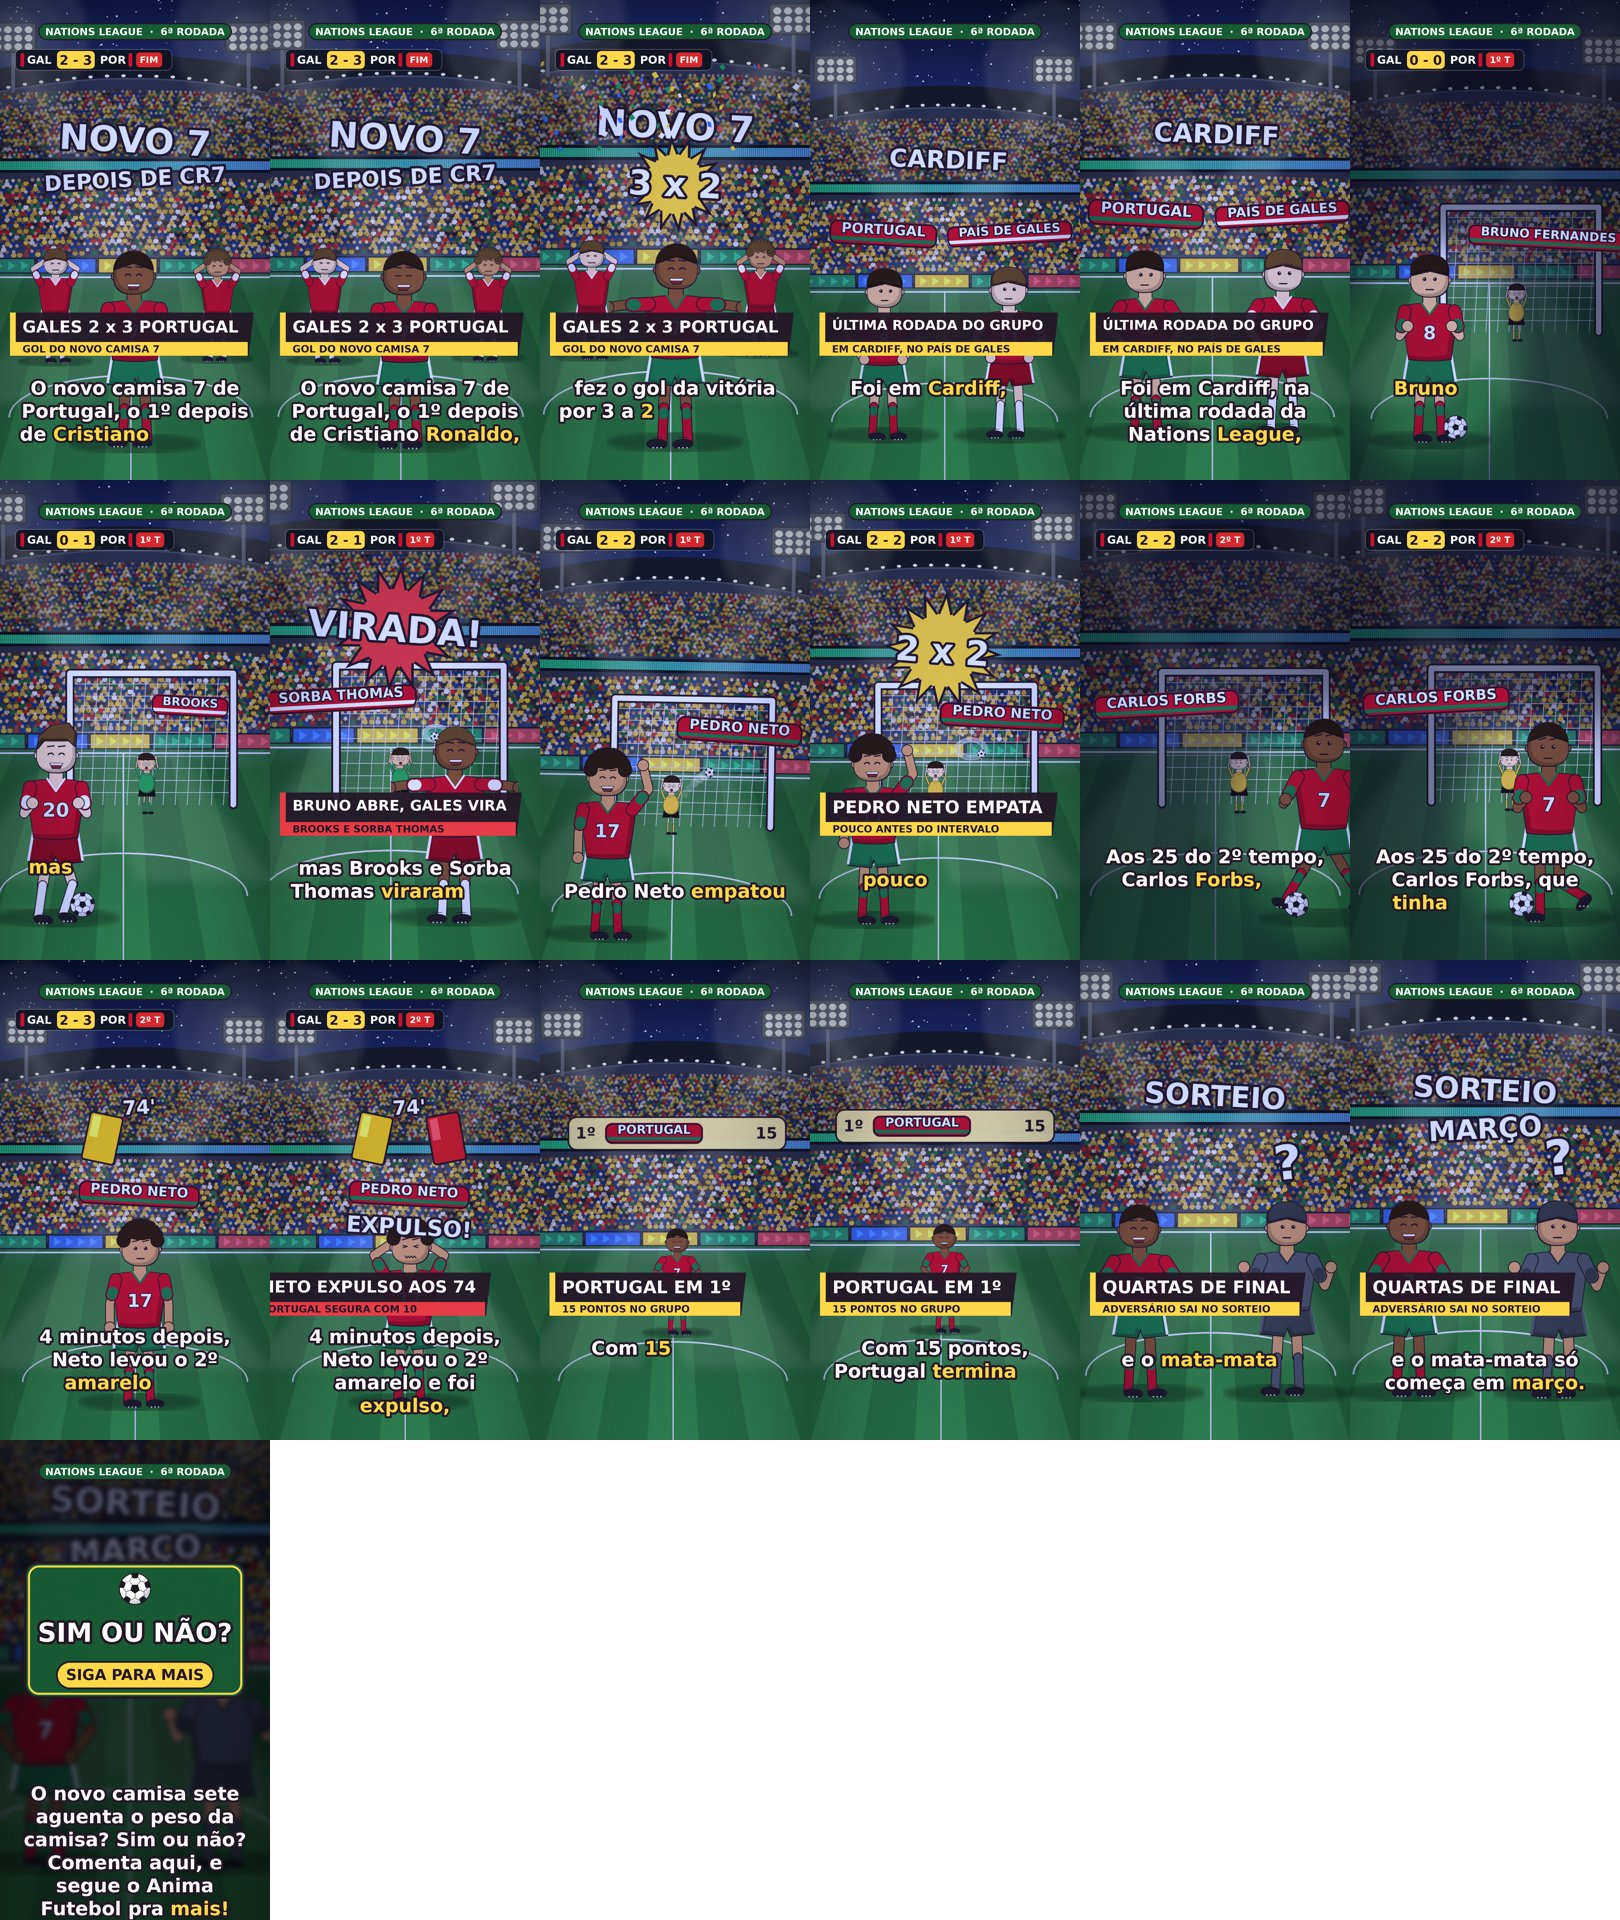 NATIONS LEAGUE · 6ª RODADA
GAL 2 - 3 POR FIM
NOVO 7
DEPOIS DE CR7
GALES 2 x 3 PORTUGAL
GOL DO NOVO CAMISA 7
O novo camisa 7 de
Portugal, o 1º depois
de Cristiano
NATIONS LEAGUE · 6ª RODADA
GAL 2 - 3 POR FIM
NOVO 7
DEPOIS DE CR7
GALES 2 x 3 PORTUGAL
GOL DO NOVO CAMISA 7
O novo camisa 7 de
Portugal, o 1º depois
de Cristiano Ronaldo,
NATIONS LEAGUE · 6ª RODADA
GAL 2 - 3 POR FIM
NOVO 7
3 x 2
GALES 2 x 3 PORTUGAL
GOL DO NOVO CAMISA 7
fez o gol da vitória
por 3 a 2
NATIONS LEAGUE · 6ª RODADA
CARDIFF
PORTUGAL
PAÍS DE GALES
ÚLTIMA RODADA DO GRUPO
EM CARDIFF, NO PAÍS DE GALES
Foi em Cardiff,
NATIONS LEAGUE · 6ª RODADA
CARDIFF
PORTUGAL
PAÍS DE GALES
ÚLTIMA RODADA DO GRUPO
EM CARDIFF, NO PAÍS DE GALES
Foi em Cardiff, na
última rodada da
Nations League,
NATIONS LEAGUE · 6ª RODADA
GAL 0 - 0 POR 1º T
BRUNO FERNANDES
8
Bruno
NATIONS LEAGUE · 6ª RODADA
GAL 0 - 1 POR 1º T
BROOKS
20
mas
NATIONS LEAGUE · 6ª RODADA
GAL 2 - 1 POR 1º T
VIRADA!
SORBA THOMAS
BRUNO ABRE, GALES VIRA
BROOKS E SORBA THOMAS
mas Brooks e Sorba
Thomas viraram
NATIONS LEAGUE · 6ª RODADA
GAL 2 - 2 POR 1º T
PEDRO NETO
17
Pedro Neto empatou
NATIONS LEAGUE · 6ª RODADA
GAL 2 - 2 POR 1º T
2 x 2
PEDRO NETO
PEDRO NETO EMPATA
POUCO ANTES DO INTERVALO
pouco
NATIONS LEAGUE · 6ª RODADA
GAL 2 - 2 POR 2º T
CARLOS FORBS
7
Aos 25 do 2º tempo,
Carlos Forbs,
NATIONS LEAGUE · 6ª RODADA
GAL 2 - 2 POR 2º T
CARLOS FORBS
7
Aos 25 do 2º tempo,
Carlos Forbs, que
tinha
NATIONS LEAGUE · 6ª RODADA
GAL 2 - 3 POR 2º T
74'
PEDRO NETO
17
4 minutos depois,
Neto levou o 2º
amarelo
NATIONS LEAGUE · 6ª RODADA
GAL 2 - 3 POR 2º T
74'
PEDRO NETO
EXPULSO!
NETO EXPULSO AOS 74
PORTUGAL SEGURA COM 10
4 minutos depois,
Neto levou o 2º
amarelo e foi
expulso,
NATIONS LEAGUE · 6ª RODADA
1º PORTUGAL 15
7
PORTUGAL EM 1º
15 PONTOS NO GRUPO
Com 15
NATIONS LEAGUE · 6ª RODADA
1º PORTUGAL 15
7
PORTUGAL EM 1º
15 PONTOS NO GRUPO
Com 15 pontos,
Portugal termina
NATIONS LEAGUE · 6ª RODADA
SORTEIO
?
QUARTAS DE FINAL
ADVERSÁRIO SAI NO SORTEIO
e o mata-mata
NATIONS LEAGUE · 6ª RODADA
SORTEIO
MARÇO
?
QUARTAS DE FINAL
ADVERSÁRIO SAI NO SORTEIO
e o mata-mata só
começa em março.
NATIONS LEAGUE · 6ª RODADA
SORTEIO
MARÇO
SIM OU NÃO?
SIGA PARA MAIS
7
O novo camisa sete
aguenta o peso da
camisa? Sim ou não?
Comenta aqui, e
segue o Anima
Futebol pra mais!